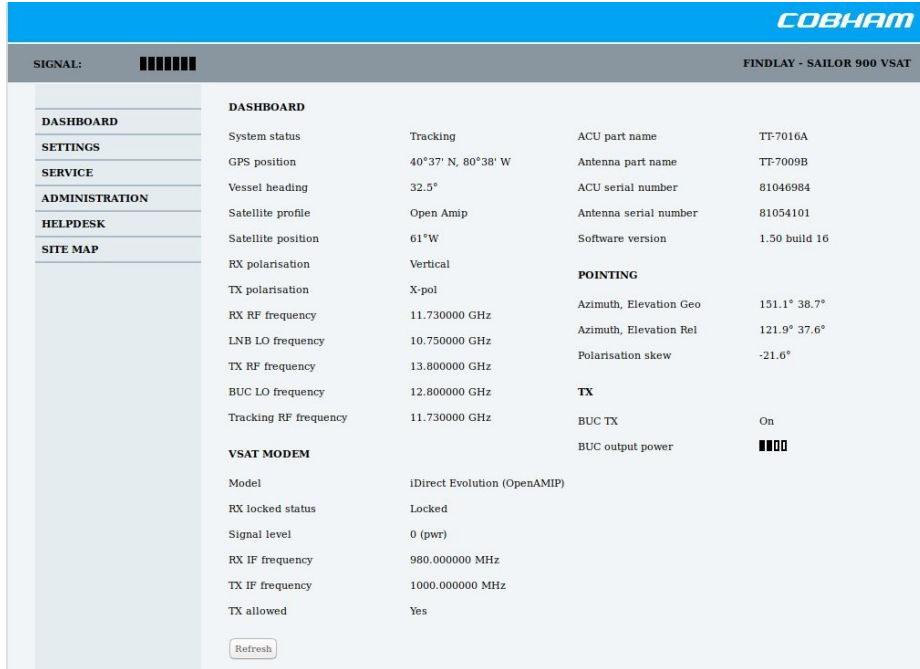 COBHAM
SIGNAL:
FINDLAY - SAILOR 900 VSAT
DASHBOARD
SETTINGS
SERVICE
ADMINISTRATION
HELPDESK
SITE MAP
DASHBOARD
System status Tracking
GPS position 40°37' N, 80°38' W
Vessel heading 32.5°
Satellite profile Open Amip
Satellite position 61°W
RX polarisation Vertical
TX polarisation X-pol
RX RF frequency 11.730000 GHz
LNB LO frequency 10.750000 GHz
TX RF frequency 13.800000 GHz
BUC LO frequency 12.800000 GHz
Tracking RF frequency 11.730000 GHz
VSAT MODEM
Model iDirect Evolution (OpenAMIP)
RX locked status Locked
Signal level 0 (pwr)
RX IF frequency 980.000000 MHz
TX IF frequency 1000.000000 MHz
TX allowed Yes
Refresh
ACU part name TT-7016A
Antenna part name TT-7009B
ACU serial number 81046984
Antenna serial number 81054101
Software version 1.50 build 16
POINTING
Azimuth, Elevation Geo 151.1° 38.7°
Azimuth, Elevation Rel 121.9° 37.6°
Polarisation skew -21.6°
TX
BUC TX On
BUC output power